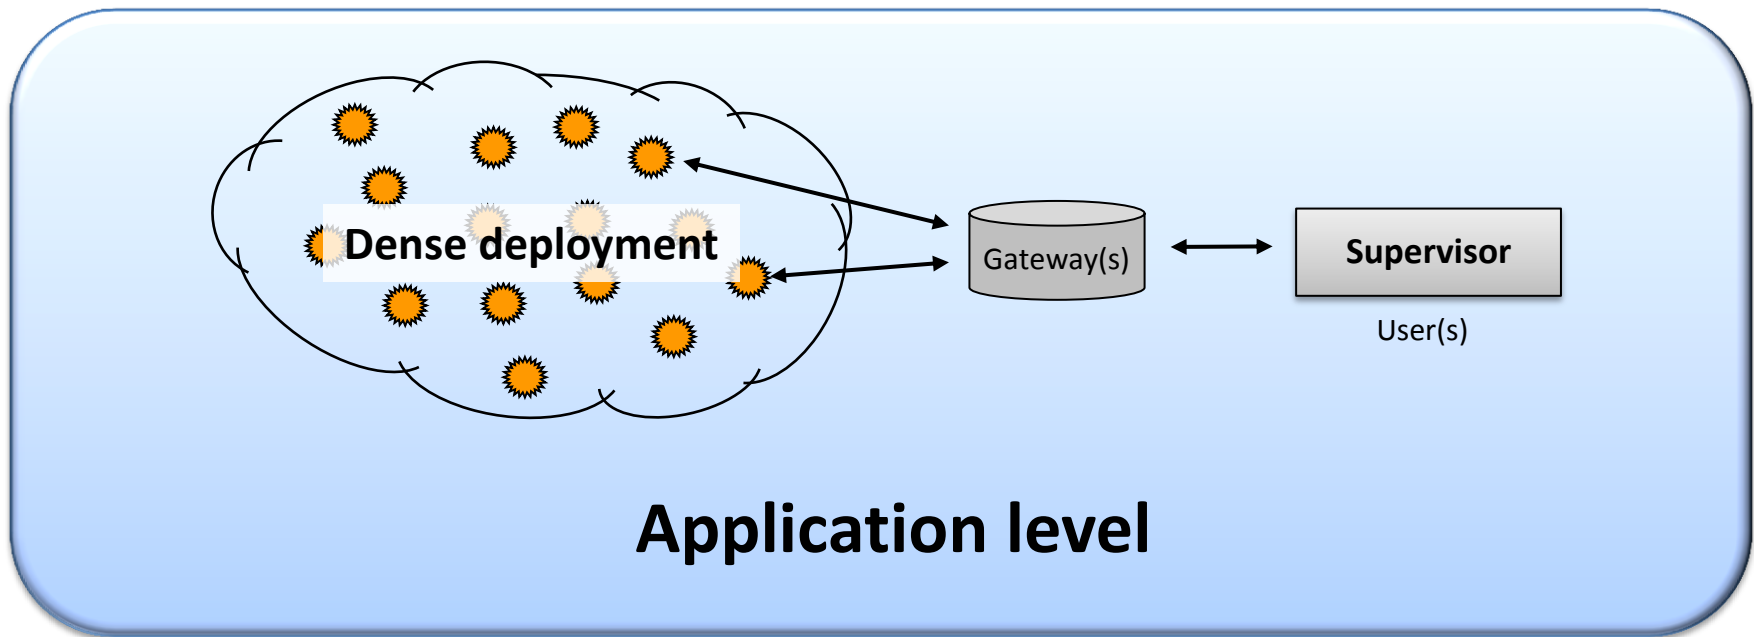 Dense deployment
Gateway(s)
Supervisor
User(s)
Application level